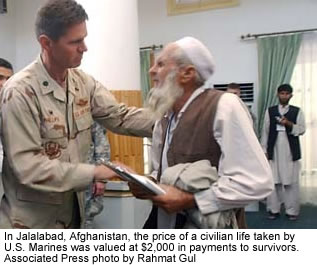 In Jalalabad, Afghanistan, the price of a civilian life taken by
U.S. Marines was valued at $2,000 in payments to survivors.
Associated Press photo by Rahmat Gul